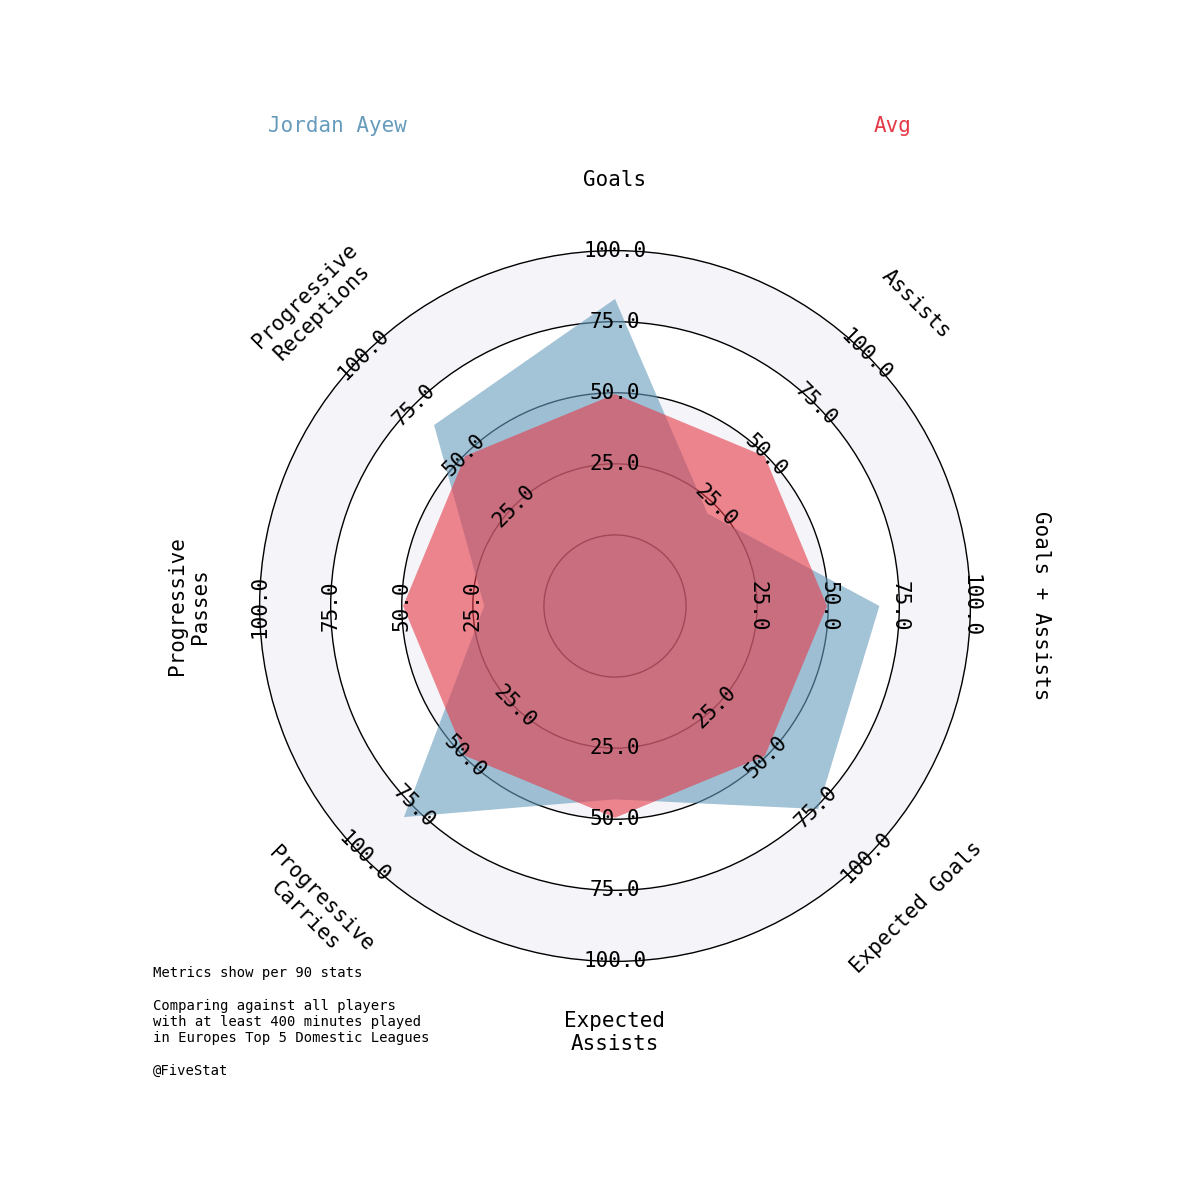 Jordan Ayew
Avg
Goals
Assists
Goals + Assists
Expected Goals
Expected
Assists
Progressive
Carries
Progressive
Passes
Progressive
Receptions
25.0
50.0
75.0
100.0
25.0
50.0
75.0
100.0
25.0
50.0
75.0
100.0
25.0
50.0
75.0
100.0
25.0
50.0
75.0
100.0
25.0
50.0
75.0
100.0
25.0
50.0
75.0
100.0
25.0
50.0
75.0
100.0
Metrics show per 90 stats
Comparing against all players
with at least 400 minutes played
in Europes Top 5 Domestic Leagues
@FiveStat